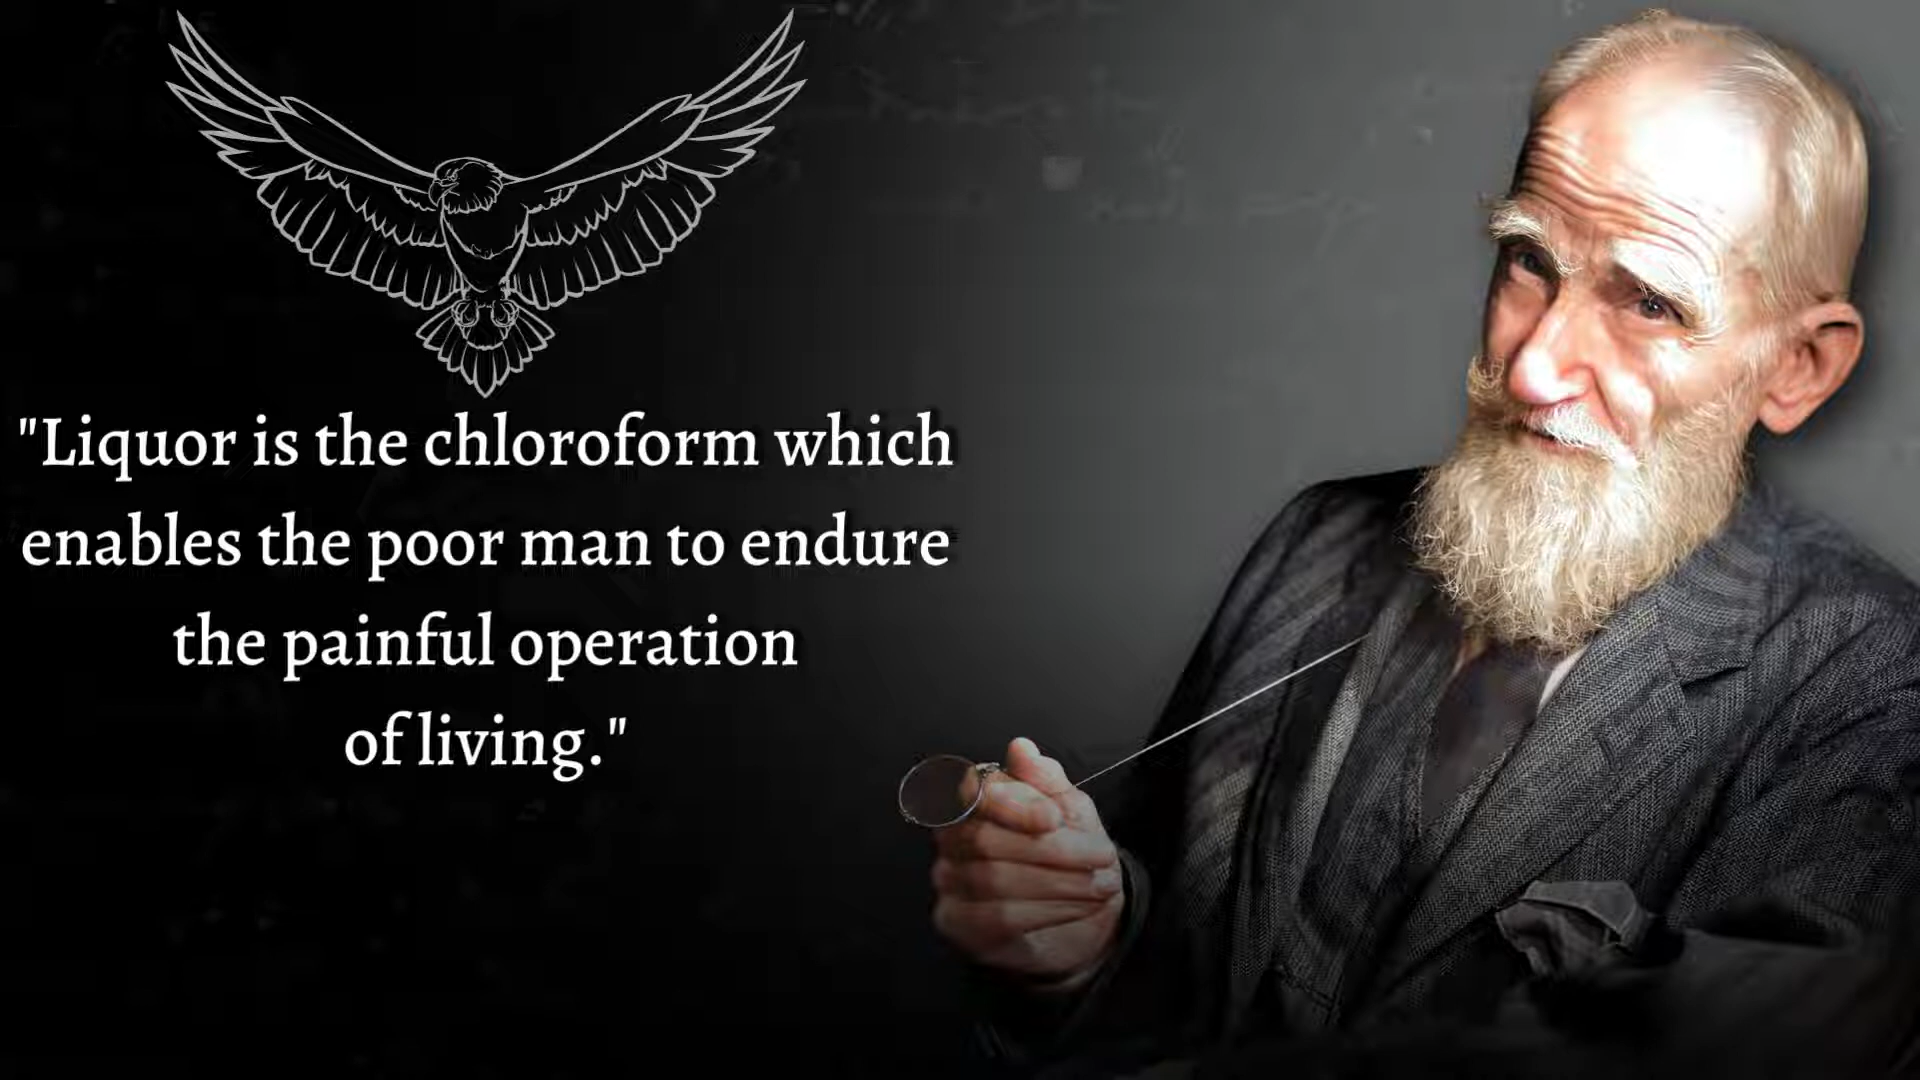 "Liquor is the chloroform which
enables the poor man to endure
the painful operation
of living."